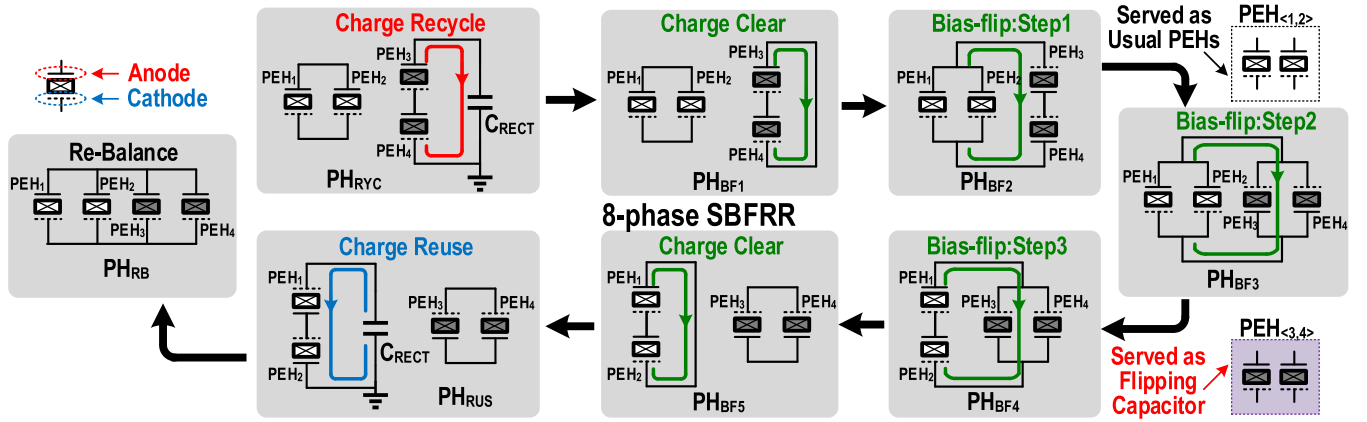 Anode
Cathode
Re-Balance
PEH1
PEH2
PEH3
PEH4
PHRB
Charge Recycle
PEH1
PEH2
PEH3
PEH4
CRECT
PHRYC
Charge Clear
PEH1
PEH2
PEH3
PEH4
PHBF1
Bias-flip:Step1
PEH1
PEH2
PEH3
PEH4
PHBF2
Served as
Usual PEHs
PEH<1,2>
Bias-flip:Step2
PEH1
PEH2
PEH3
PEH4
PHBF3
8-phase SBFRR
Charge Reuse
PEH1
PEH2
PEH3
PEH4
CRECT
PHRUS
Charge Clear
PEH1
PEH2
PEH3
PEH4
PHBF5
Bias-flip:Step3
PEH1
PEH2
PEH3
PEH4
PHBF4
Served as
Flipping
Capacitor
PEH<3,4>